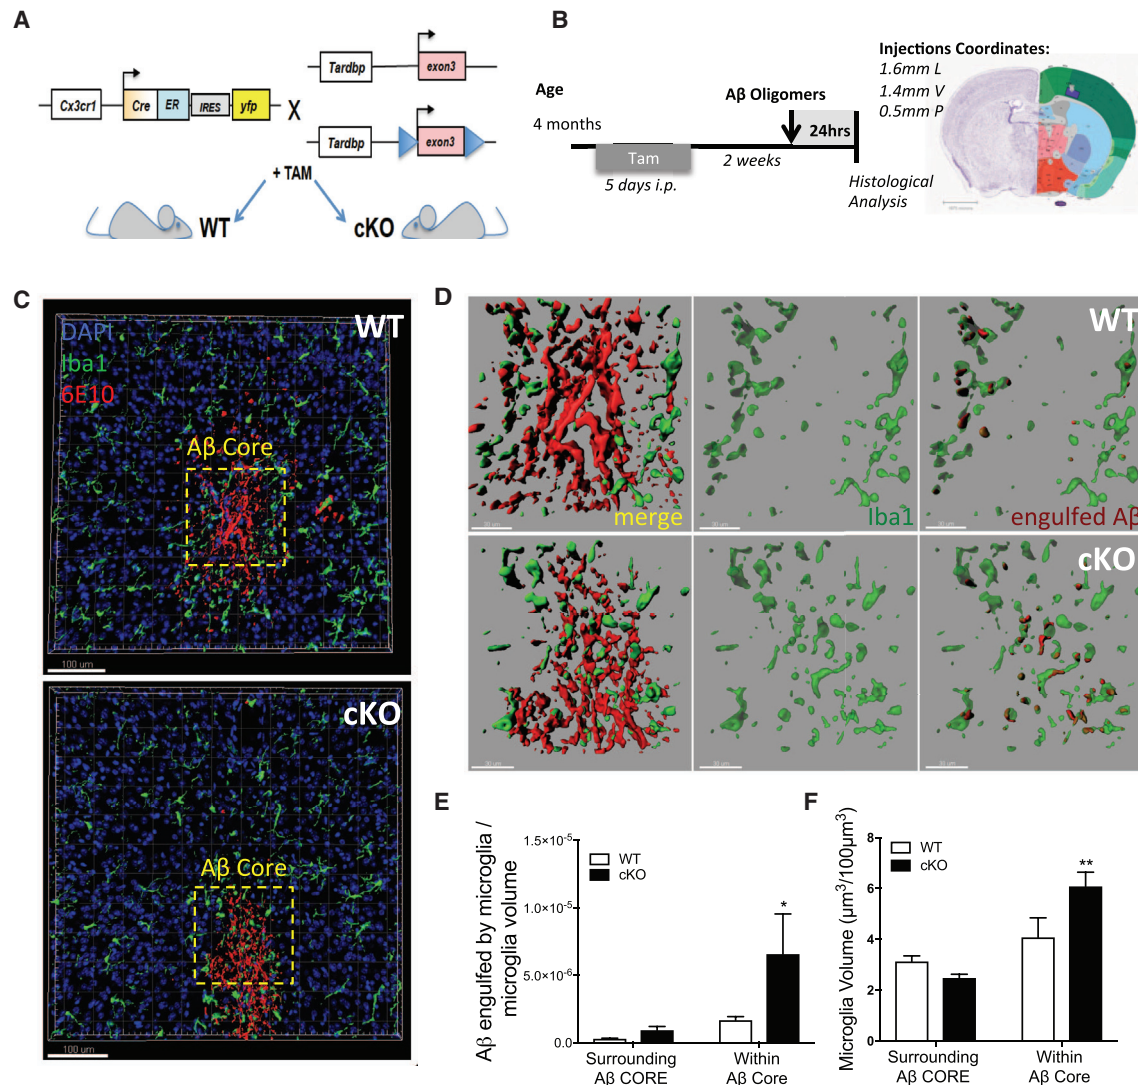 A
Tardbp
exon3
Cx3cr1
Cre
ER
IRES
yfp
X
Tardbp
exon3
+ TAM
WT
cKO
B
Injections Coordinates:
1.6mm L
1.4mm V
0.5mm P
Age
4 months
Aβ Oligomers
24hrs
Tam
2 weeks
5 days i.p.
Histological
Analysis
C
WT
DAPI
Iba1
6E10
Aβ Core
100 um
cKO
Aβ Core
100 um
D
WT
merge
Iba1
engulfed Aβ
cKO
E
Aβ engulfed by microglia /
microglia volume
1.5×10-5
1.0×10-5
5.0×10-6
0.0
WT
cKO
*
Surrounding
Aβ CORE
Within
Aβ Core
F
Microglia Volume (µm3/100µm3)
8
6
4
2
0
WT
cKO
**
Surrounding
Aβ CORE
Within
Aβ Core